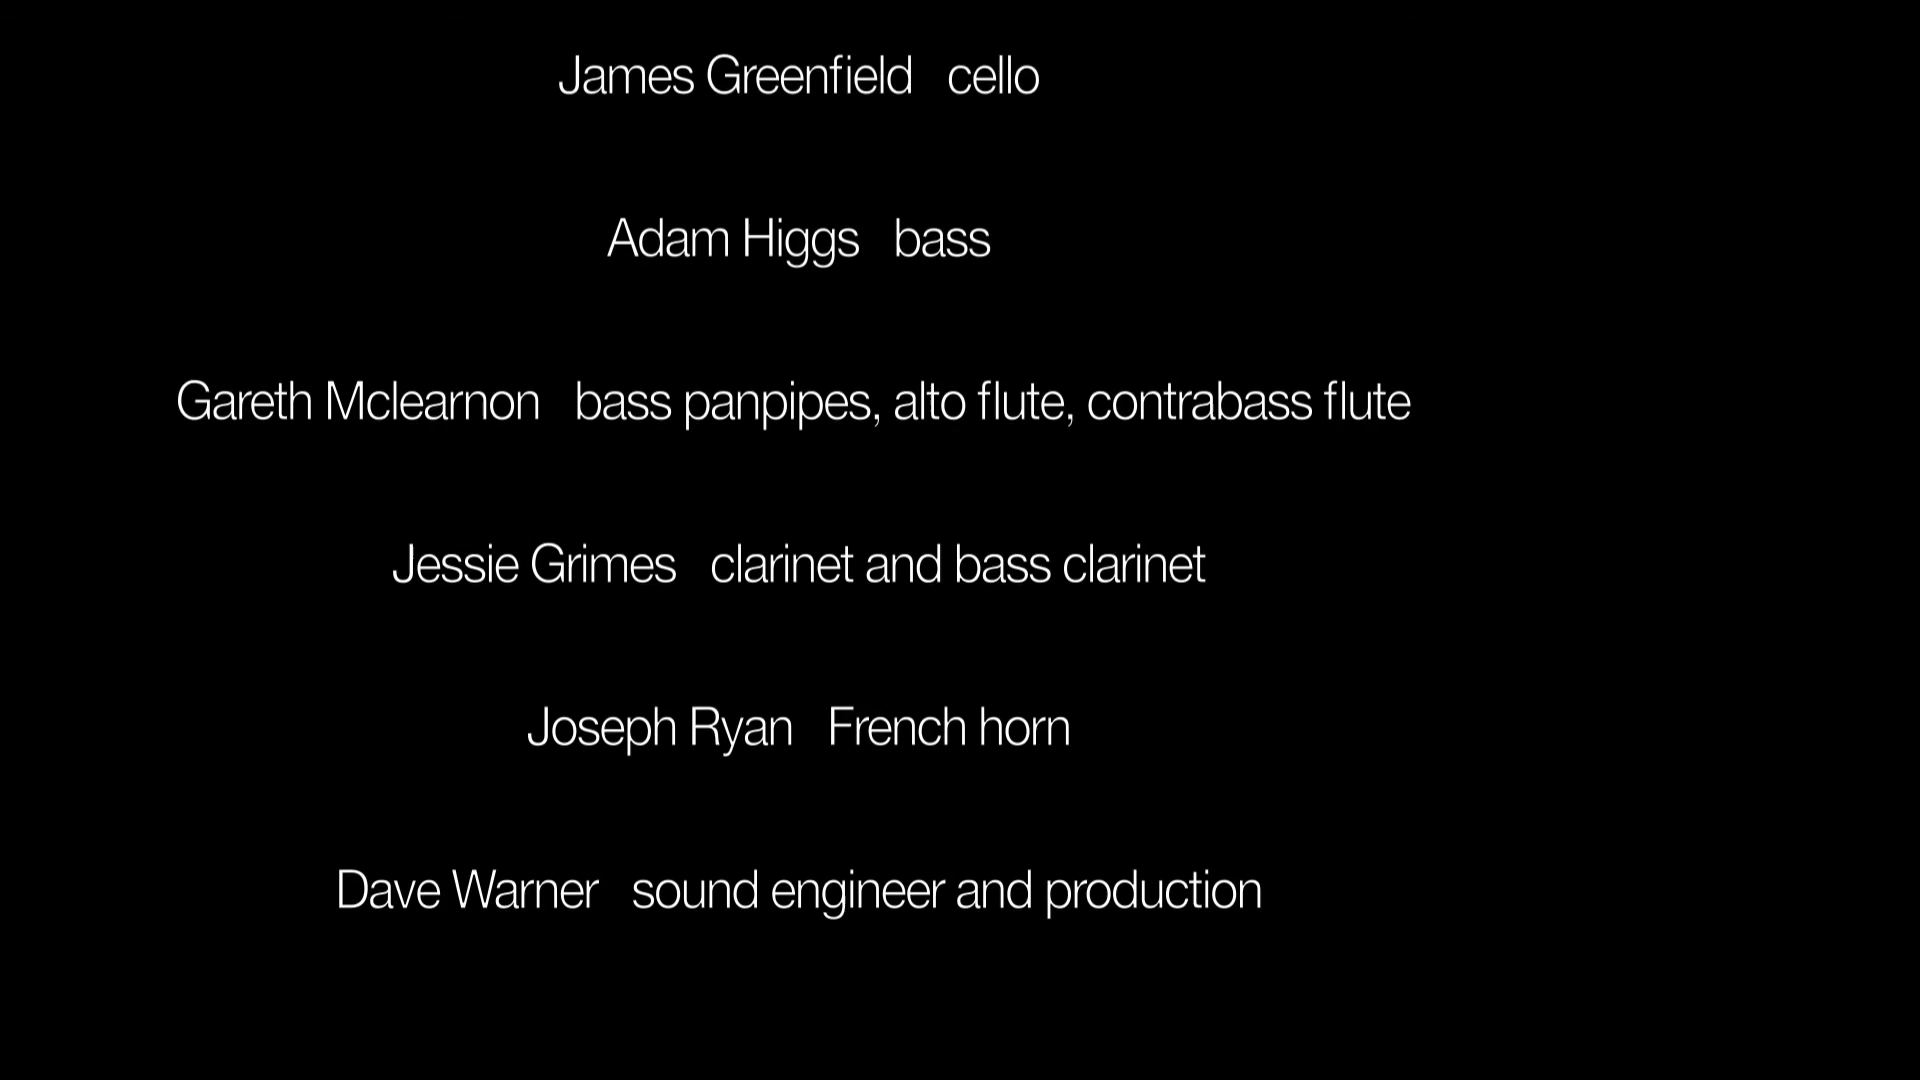 James Greenfield cello
Adam Higgs bass
Gareth Mclearnon bass panpipes, alto flute, contrabass flute
Jessie Grimes clarinet and bass clarinet
Joseph Ryan French horn
Dave Warner sound engineer and production